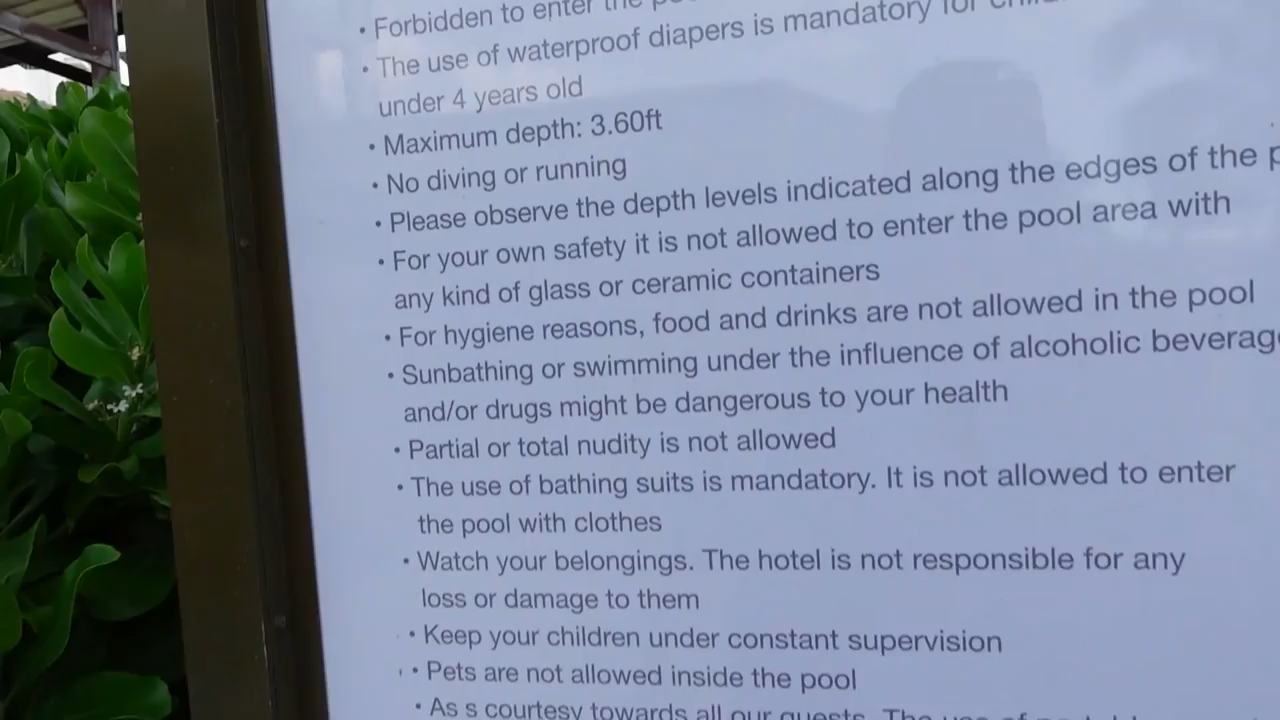 • Forbidden to enter the
• The use of waterproof diapers is mandatory for
under 4 years old
• Maximum depth: 3.60ft
• No diving or running
• Please observe the depth levels indicated along the edges of the
• For your own safety it is not allowed to enter the pool area with
any kind of glass or ceramic containers
• For hygiene reasons, food and drinks are not allowed in the pool
• Sunbathing or swimming under the influence of alcoholic beverag
and/or drugs might be dangerous to your health
• Partial or total nudity is not allowed
• The use of bathing suits is mandatory. It is not allowed to enter
the pool with clothes
• Watch your belongings. The hotel is not responsible for any
loss or damage to them
• Keep your children under constant supervision
• Pets are not allowed inside the pool
• As s courtesy towards all our guests. The use of